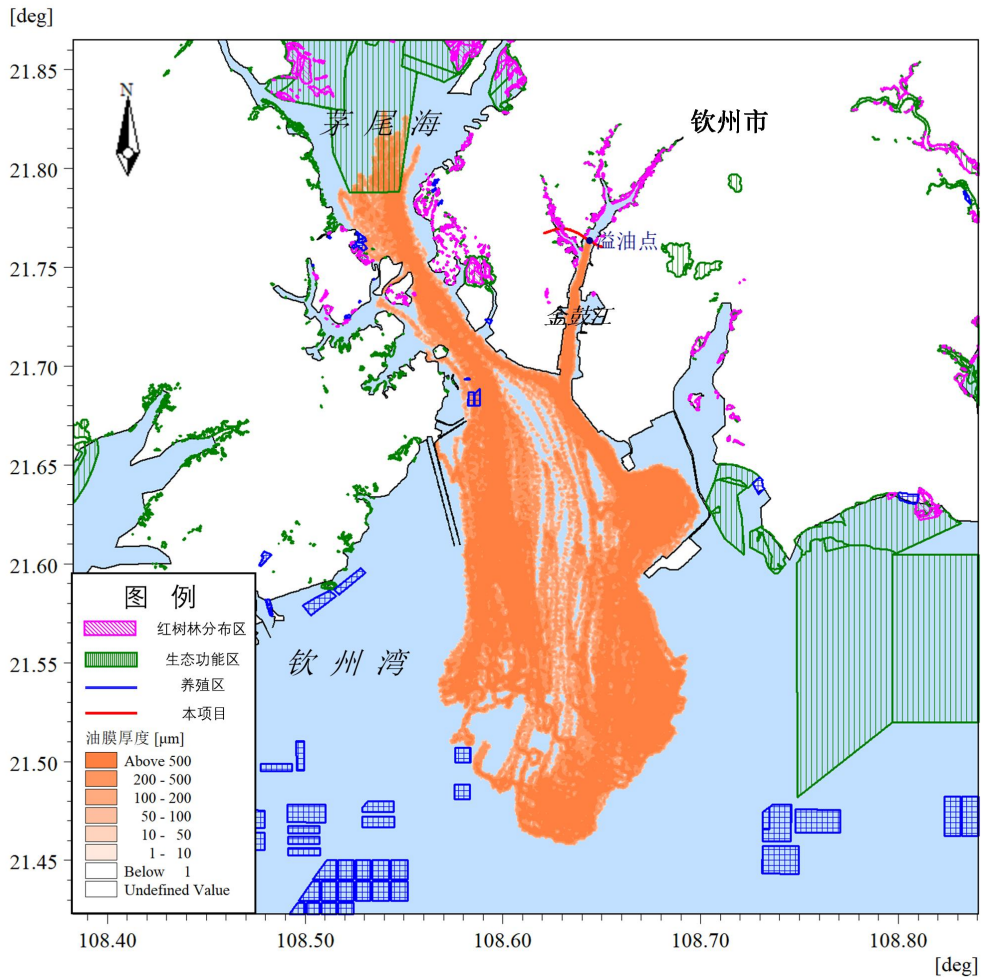 [deg]
21.85
21.80
21.75
21.70
21.65
21.60
21.55
21.50
21.45
N
茅 尾 海
钦州市
溢油点
金鼓江
钦 州 湾
图 例
红树林分布区
生态功能区
养殖区
本项目
油膜厚度 [μm]
Above 500
200 - 500
100 - 200
50 - 100
10 - 50
1 - 10
Below 1
Undefined Value
108.40
108.50
108.60
108.70
108.80
[deg]